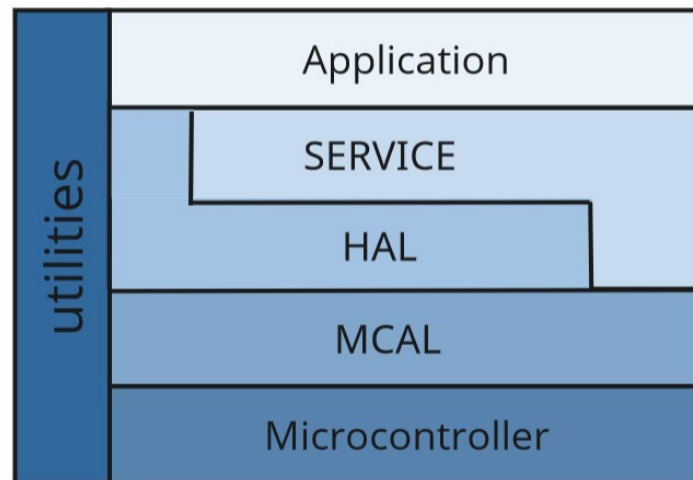 utilities
Application
SERVICE
HAL
MCAL
Microcontroller